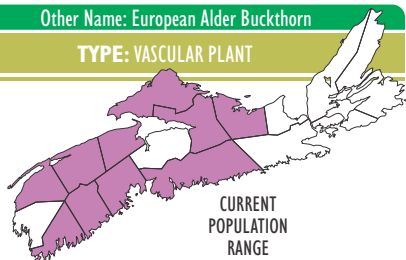 Other Name: European Alder Buckthorn
TYPE: VASCULAR PLANT
CURRENT
POPULATION
RANGE